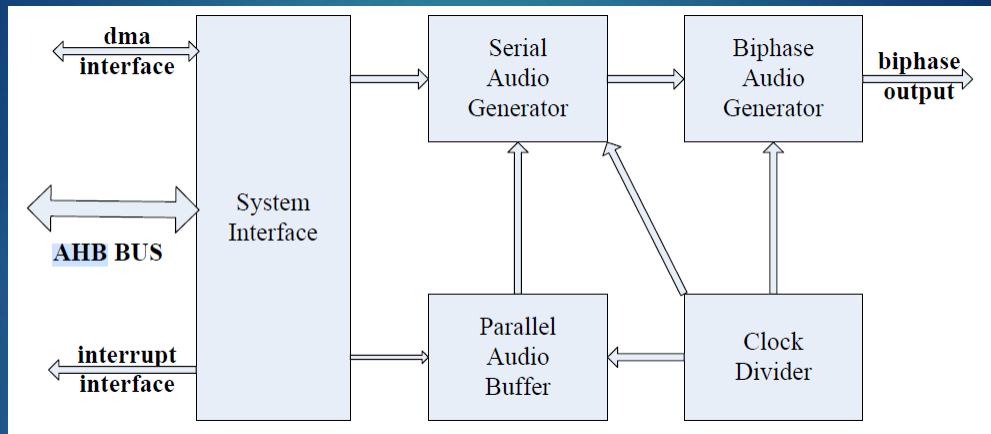 dma
interface
AHB BUS
interrupt
interface
System
Interface
Serial
Audio
Generator
Biphase
Audio
Generator
biphase
output
Parallel
Audio
Buffer
Clock
Divider